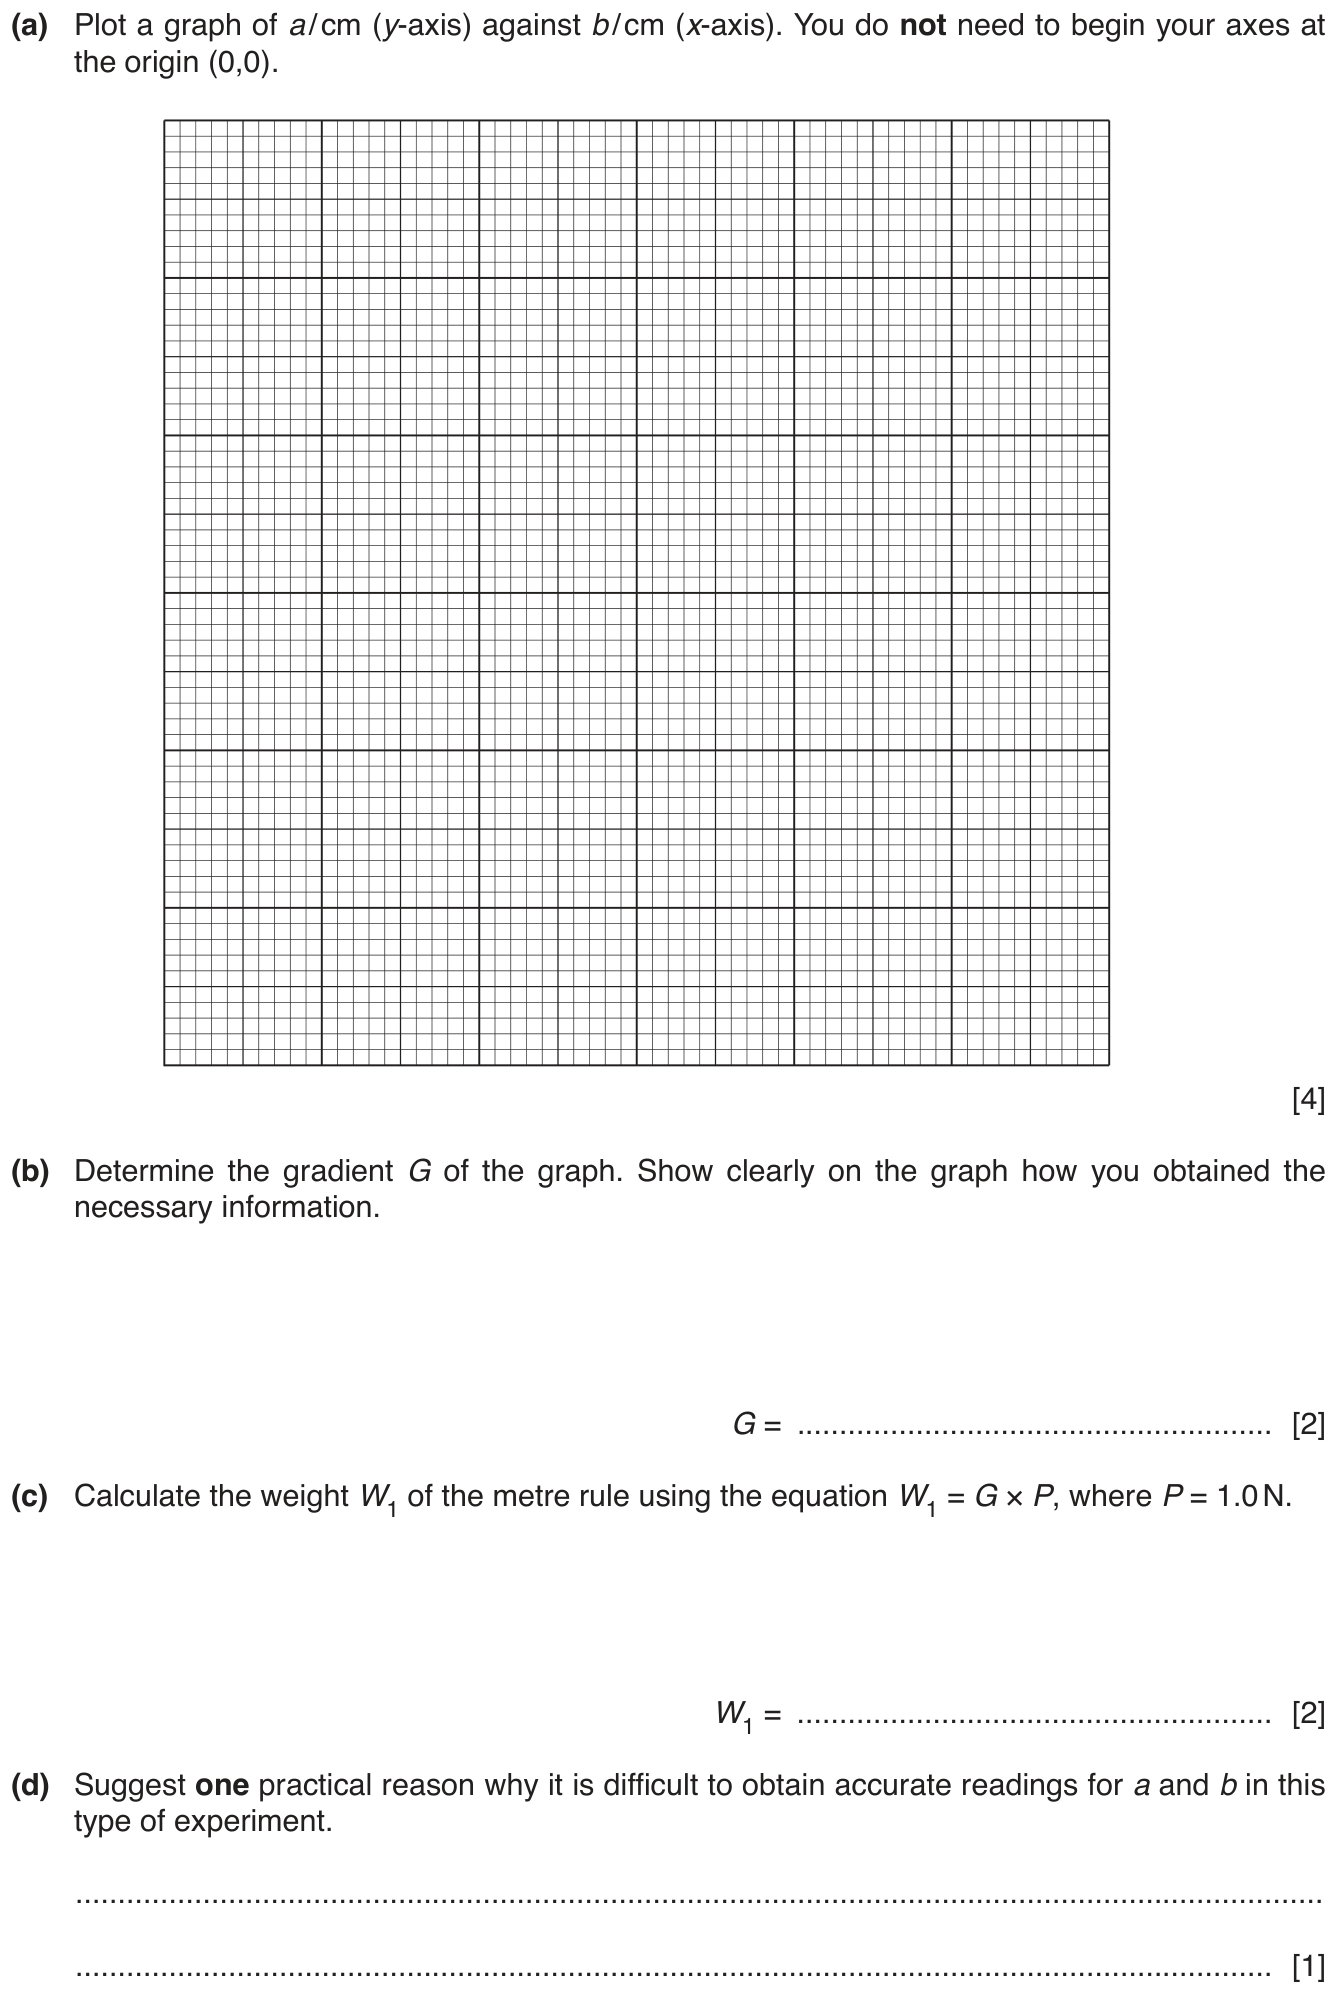 (a) Plot a graph of a/cm (y-axis) against b/cm (x-axis). You do not need to begin your axes at
the origin (0,0).
[4]
(b) Determine the gradient G of the graph. Show clearly on the graph how you obtained the
necessary information.
G = ........................................................ [2]
(c) Calculate the weight W1 of the metre rule using the equation W1 = G × P, where P = 1.0 N.
W1 = ........................................................ [2]
(d) Suggest one practical reason why it is difficult to obtain accurate readings for a and b in this
type of experiment.
....................................................................................................................................................
.............................................................................................................................................. [1]